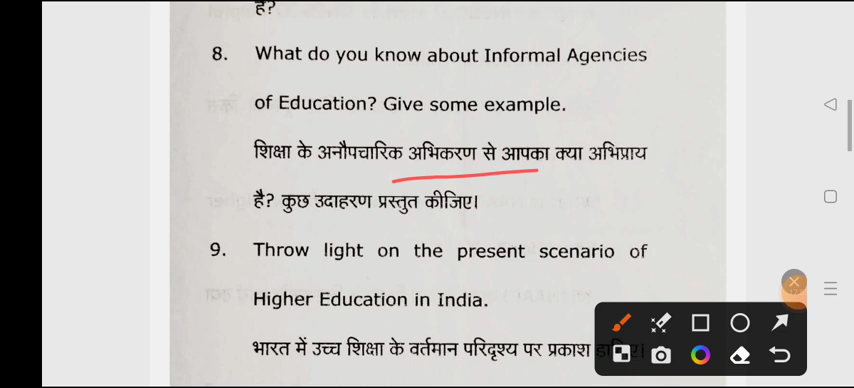 है?
8. What do you know about Informal Agencies
of Education? Give some example.
शिक्षा के अनौपचारिक अभिकरण से आपका क्या अभिप्राय
है? कुछ उदाहरण प्रस्तुत कीजिए।
9. Throw light on the present scenario of
Higher Education in India.
भारत में उच्च शिक्षा के वर्तमान परिदृश्य पर प्रकाश